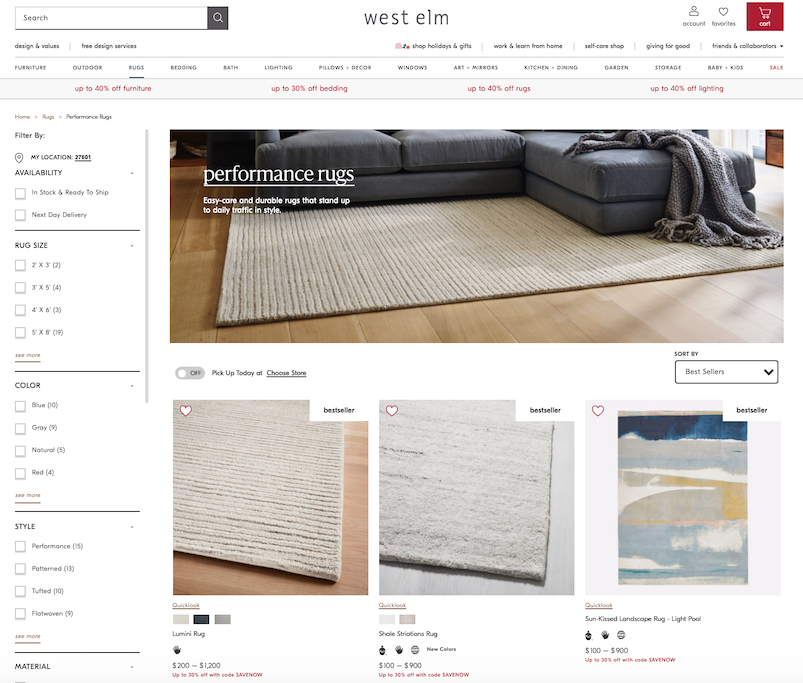 Search
west elm
account
favorites
cart
design & values
free design services
shop holidays & gifts
work & learn from home
self-care shop
giving for good
friends & collaborators
FURNITURE
OUTDOOR
RUGS
BEDDING
BATH
LIGHTING
PILLOWS + DECOR
WINDOWS
ART + MIRRORS
KITCHEN + DINING
GARDEN
STORAGE
BABY + KIDS
SALE
up to 40% off furniture
up to 30% off bedding
up to 40% off rugs
up to 40% off lighting
Home > Rugs > Performance Rugs
Filter By:
MY LOCATION: 27601
AVAILABILITY -
In Stock & Ready To Ship
Next Day Delivery
RUG SIZE -
2' X 3' (2)
3' X 5' (4)
4' X 6' (3)
5' X 8' (19)
see more
COLOR -
Blue (10)
Gray (9)
Natural (5)
Red (4)
see more
STYLE -
Performance (15)
Patterned (13)
Tufted (10)
Flatwoven (9)
see more
MATERIAL -
performance rugs
Easy-care and durable rugs that stand up
to daily traffic in style.
OFF
Pick Up Today at Choose Store
SORT BY
Best Sellers
bestseller
Quicklook
Lumini Rug
$200 – $1,200
Up to 30% off with code SAVENOW
bestseller
Quicklook
Shale Striations Rug
New Colors
$100 – $900
Up to 30% off with code SAVENOW
bestseller
Quicklook
Sun-Kissed Landscape Rug - Light Pool
$100 – $900
Up to 30% off with code SAVENOW